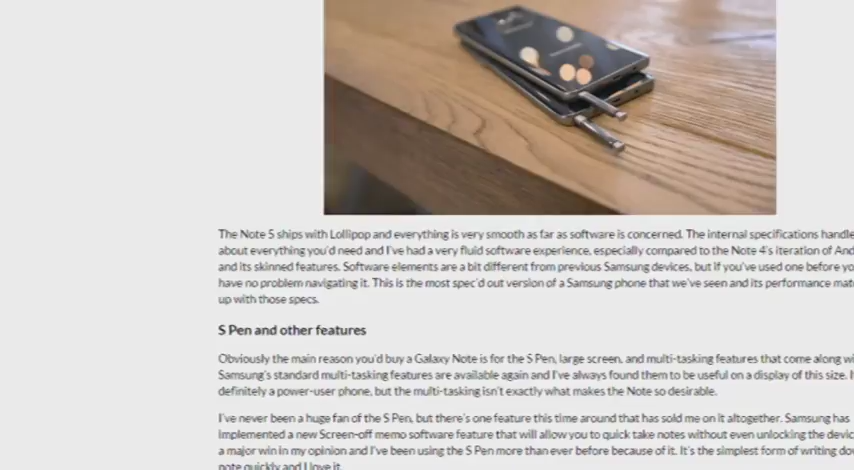 The Note 5 ships with Lollipop and everything is very smooth as far as software is concerned. The internal specifications handle
about everything you'd need and I've had a very fluid software experience, especially compared to the Note 4's iteration of And
and its skinned features. Software elements are a bit different from previous Samsung devices, but if you've used one before yo
have no problem navigating it. This is the most spec'd out version of a Samsung phone that we've seen and its performance mat
up with those specs.
S Pen and other features
Obviously the main reason you'd buy a Galaxy Note is for the S Pen, large screen, and multi-tasking features that come along wi
Samsung's standard multi-tasking features are available again and I've always found them to be useful on a display of this size. I
definitely a power-user phone, but the multi-tasking isn't exactly what makes the Note so desirable.
I've never been a huge fan of the S Pen, but there's one feature this time around that has sold me on it altogether. Samsung has
implemented a new Screen-off memo software feature that will allow you to quick take notes without even unlocking the devic
a major win in my opinion and I've been using the S Pen more than ever before because of it. It's the simplest form of writing do
note quickly and I love it.